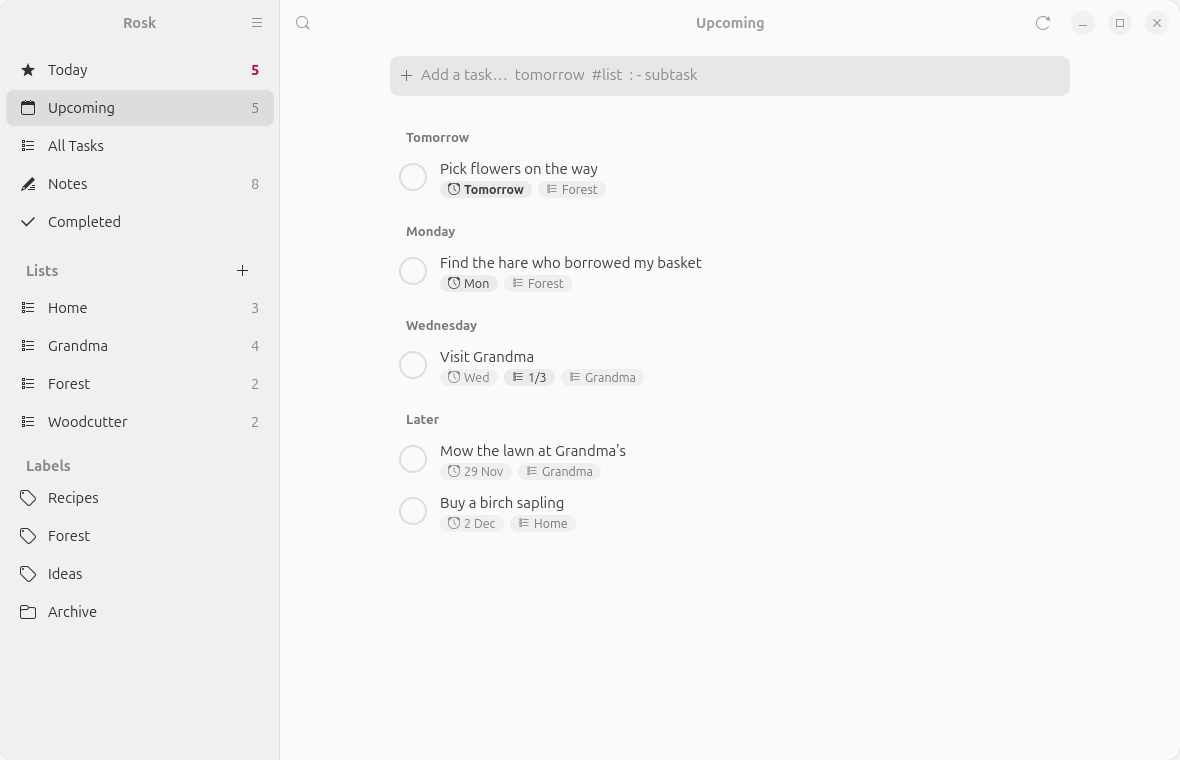 Rosk
Today 5
Upcoming 5
All Tasks
Notes 8
Completed
Lists
Home 3
Grandma 4
Forest 2
Woodcutter 2
Labels
Recipes
Forest
Ideas
Archive
Upcoming
Add a task… tomorrow #list : - subtask
Tomorrow
Pick flowers on the way
Tomorrow Forest
Monday
Find the hare who borrowed my basket
Mon Forest
Wednesday
Visit Grandma
Wed 1/3 Grandma
Later
Mow the lawn at Grandma's
29 Nov Grandma
Buy a birch sapling
2 Dec Home